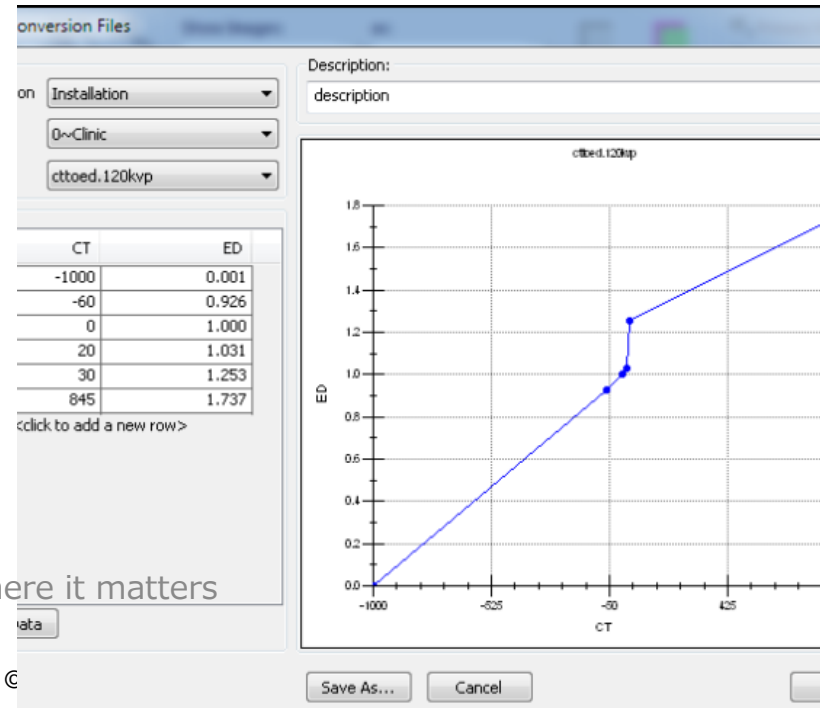 onversion Files
Description:
on Installation
description
0~Clinic
cttoed.120kvp
cttoed.120kvp
CT ED
-1000 0.001
-60 0.926
0 1.000
20 1.031
30 1.253
845 1.737
<click to add a new row>
1.8
1.6
1.4
1.2
1.0
0.8
0.6
0.4
0.2
0.0
ED
-1000 -525 -50 425
CT
here it matters
ata
©
Save As... Cancel